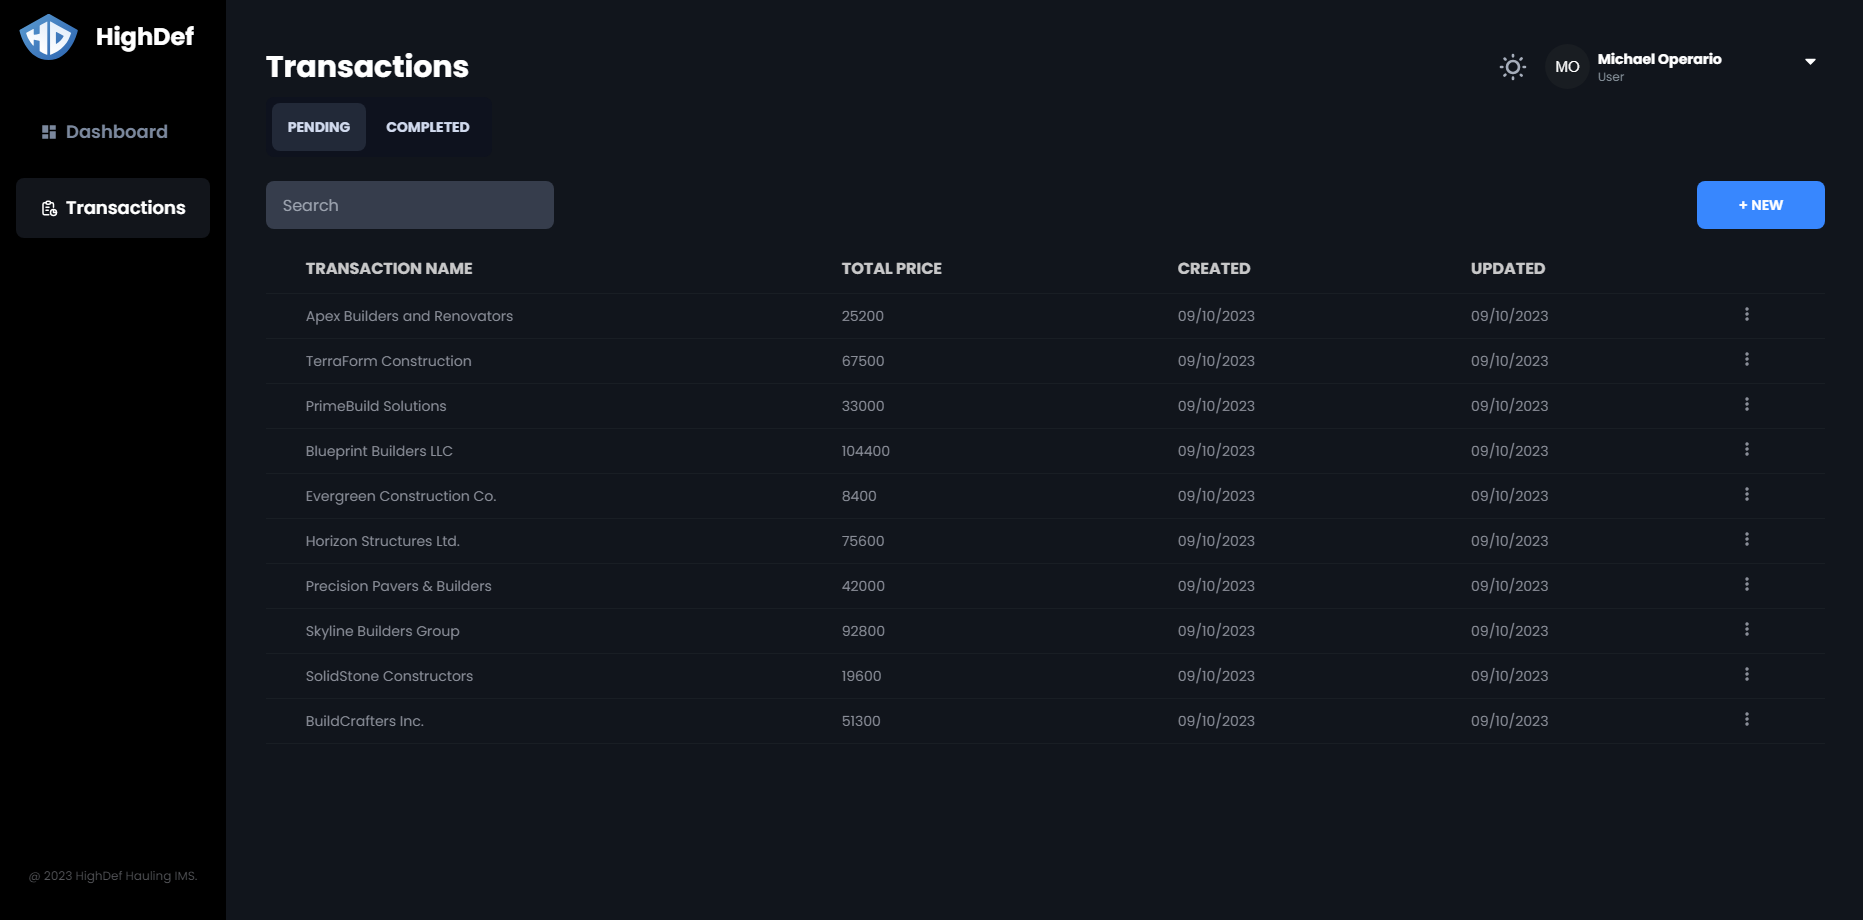 HD HighDef
Dashboard
Transactions
@ 2023 HighDef Hauling IMS.
Transactions
MO Michael Operario
User
PENDING COMPLETED
Search
+ NEW
TRANSACTION NAME TOTAL PRICE CREATED UPDATED
Apex Builders and Renovators 25200 09/10/2023 09/10/2023
TerraForm Construction 67500 09/10/2023 09/10/2023
PrimeBuild Solutions 33000 09/10/2023 09/10/2023
Blueprint Builders LLC 104400 09/10/2023 09/10/2023
Evergreen Construction Co. 8400 09/10/2023 09/10/2023
Horizon Structures Ltd. 75600 09/10/2023 09/10/2023
Precision Pavers & Builders 42000 09/10/2023 09/10/2023
Skyline Builders Group 92800 09/10/2023 09/10/2023
SolidStone Constructors 19600 09/10/2023 09/10/2023
BuildCrafters Inc. 51300 09/10/2023 09/10/2023